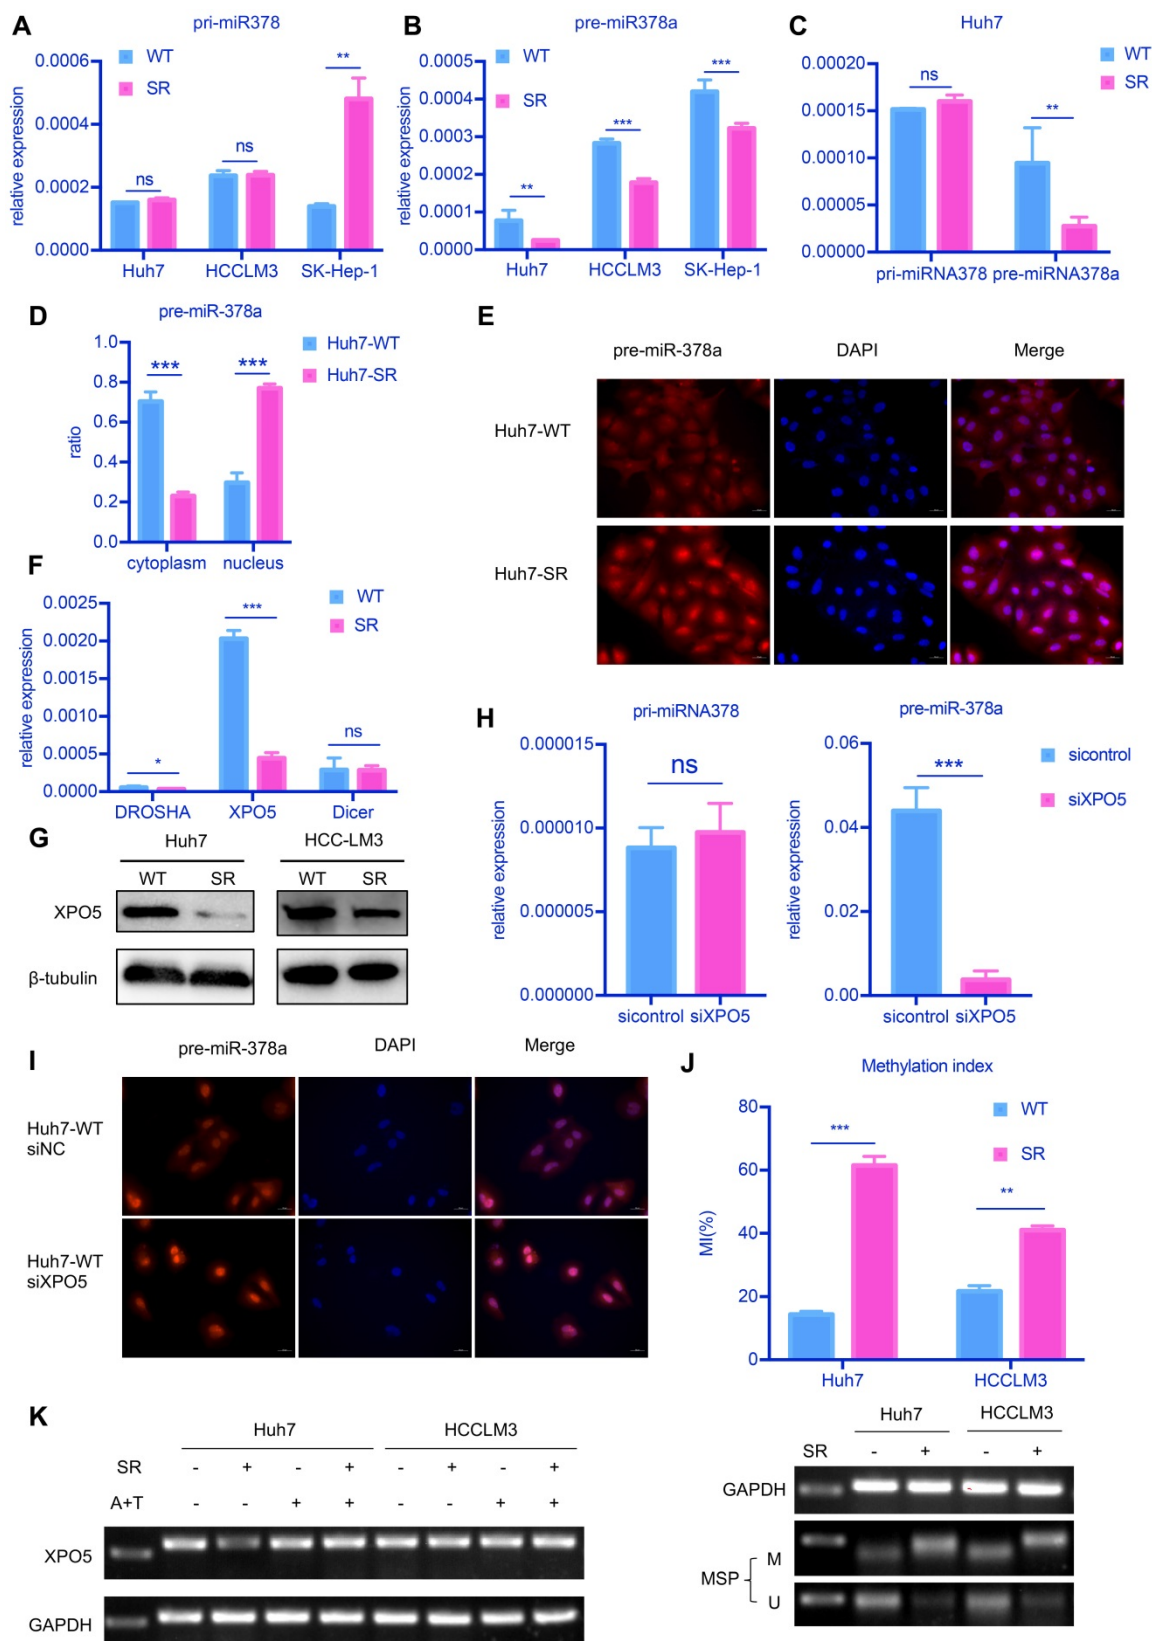 A
pri-miR378
WT
SR
relative expression
0.0006
0.0004
0.0002
0.0000
ns
ns
**
Huh7
HCCLM3
SK-Hep-1
B
pre-miR378a
WT
SR
relative expression
0.0005
0.0004
0.0003
0.0002
0.0001
0.0000
**
***
***
Huh7
HCCLM3
SK-Hep-1
C
Huh7
WT
SR
0.00020
0.00015
0.00010
0.00005
0.00000
ns
**
pri-miRNA378 pre-miRNA378a
D
pre-miR-378a
Huh7-WT
Huh7-SR
ratio
1.0
0.8
0.6
0.4
0.2
0.0
***
***
cytoplasm
nucleus
E
pre-miR-378a
DAPI
Merge
Huh7-WT
Huh7-SR
F
WT
SR
relative expression
0.0025
0.0020
0.0015
0.0010
0.0005
0.0000
*
***
ns
DROSHA
XPO5
Dicer
G
Huh7
HCC-LM3
WT
SR
WT
SR
XPO5
β-tubulin
H
pri-miRNA378
relative expression
0.000015
0.000010
0.000005
0.000000
ns
sicontrol siXPO5
pre-miR-378a
relative expression
0.06
0.04
0.02
0.00
***
sicontrol siXPO5
sicontrol
siXPO5
I
pre-miR-378a
DAPI
Merge
Huh7-WT
siNC
Huh7-WT
siXPO5
J
Methylation index
WT
SR
MI(%)
80
60
40
20
0
***
**
Huh7
HCCLM3
Huh7
HCCLM3
SR - + - +
GAPDH
MSP
M
U
K
Huh7
HCCLM3
SR - + - + - + - +
A+T - - + + - - + +
XPO5
GAPDH